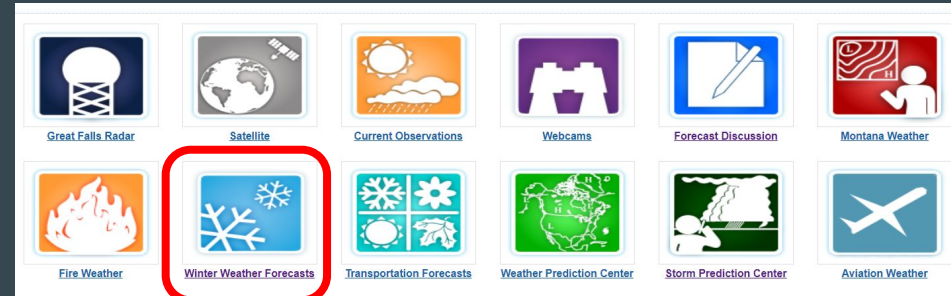 L
H
Great Falls Radar
Satellite
Current Observations
Webcams
Forecast Discussion
Montana Weather
H
H
L
Fire Weather
Winter Weather Forecasts
Transportation Forecasts
Weather Prediction Center
Storm Prediction Center
Aviation Weather